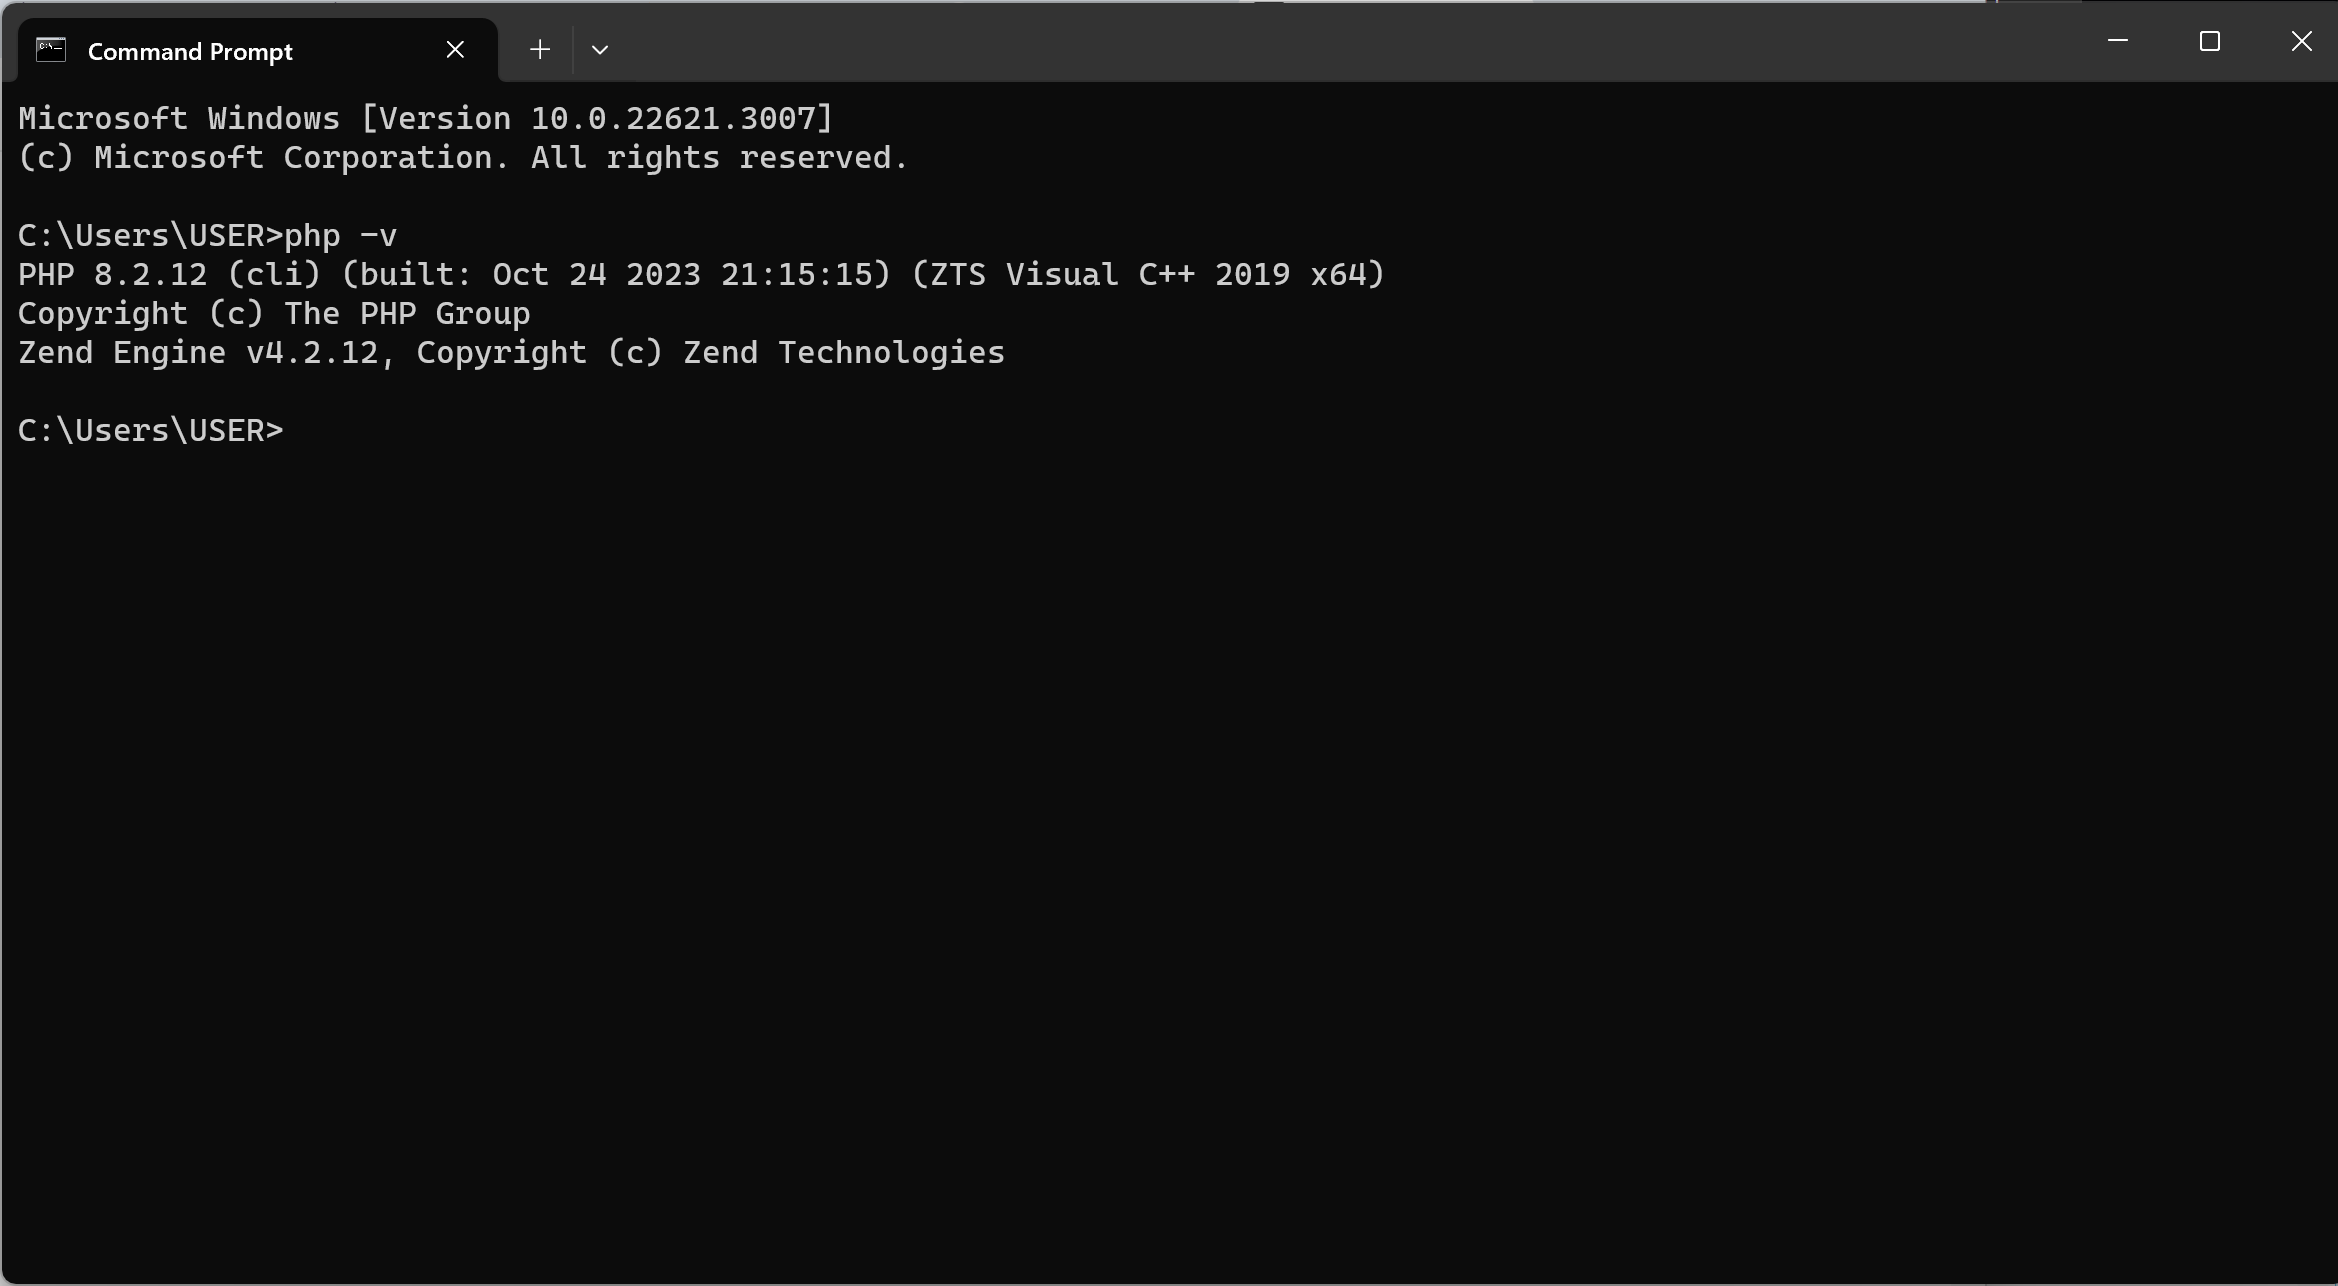 Command Prompt
Microsoft Windows [Version 10.0.22621.3007]
(c) Microsoft Corporation. All rights reserved.
C:\Users\USER>php -v
PHP 8.2.12 (cli) (built: Oct 24 2023 21:15:15) (ZTS Visual C++ 2019 x64)
Copyright (c) The PHP Group
Zend Engine v4.2.12, Copyright (c) Zend Technologies
C:\Users\USER>